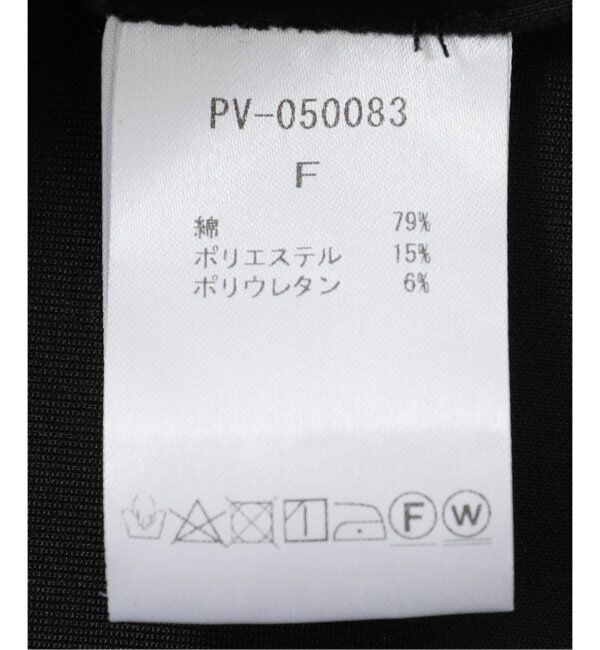 PV-050083
F
綿 79%
ポリエステル 15%
ポリウレタン 6%
F W